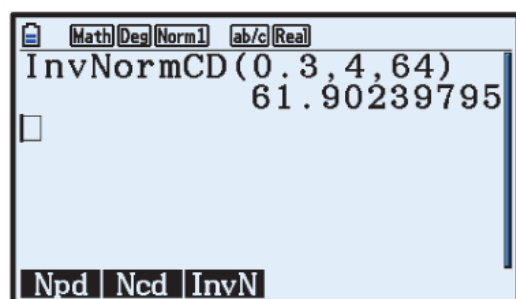 Math Deg Norm1 ab/c Real
InvNormCD(0.3,4,64)
61.90239795
Npd Ncd InvN